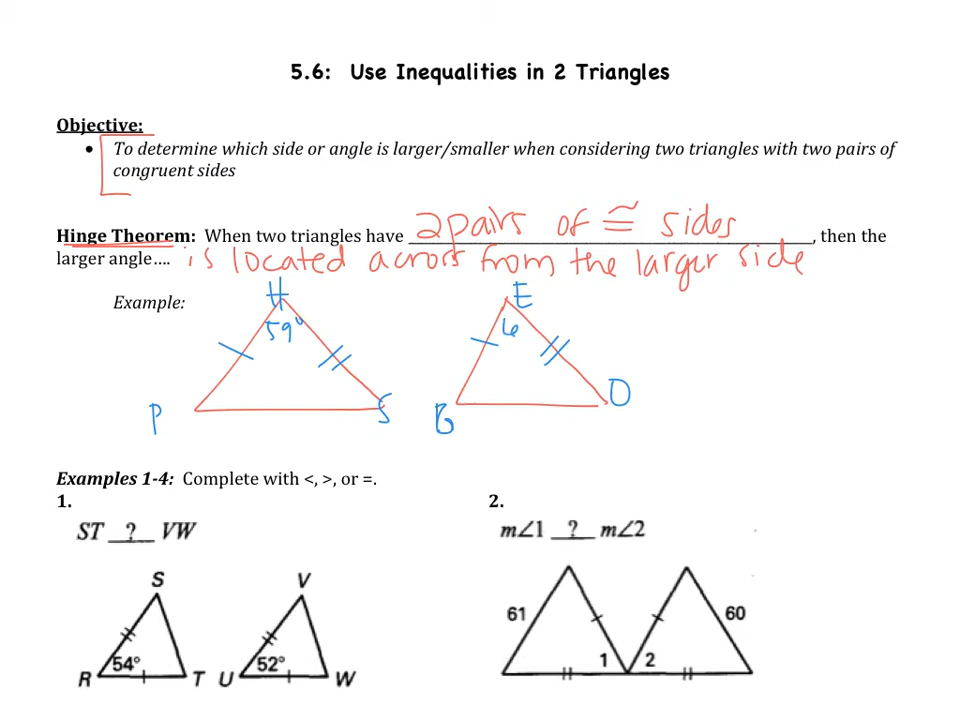 5.6: Use Inequalities in 2 Triangles
Objective:
• To determine which side or angle is larger/smaller when considering two triangles with two pairs of
congruent sides
Hinge Theorem: When two triangles have 2 pairs of ≅ sides, then the
larger angle…. is located across from the larger side
Example:
H E
59° 6
P S B D
Examples 1-4: Complete with <, >, or =.
1. 2.
ST ? VW m∠1 ? m∠2
S V
61 60
54° 52° 1 2
R T U W